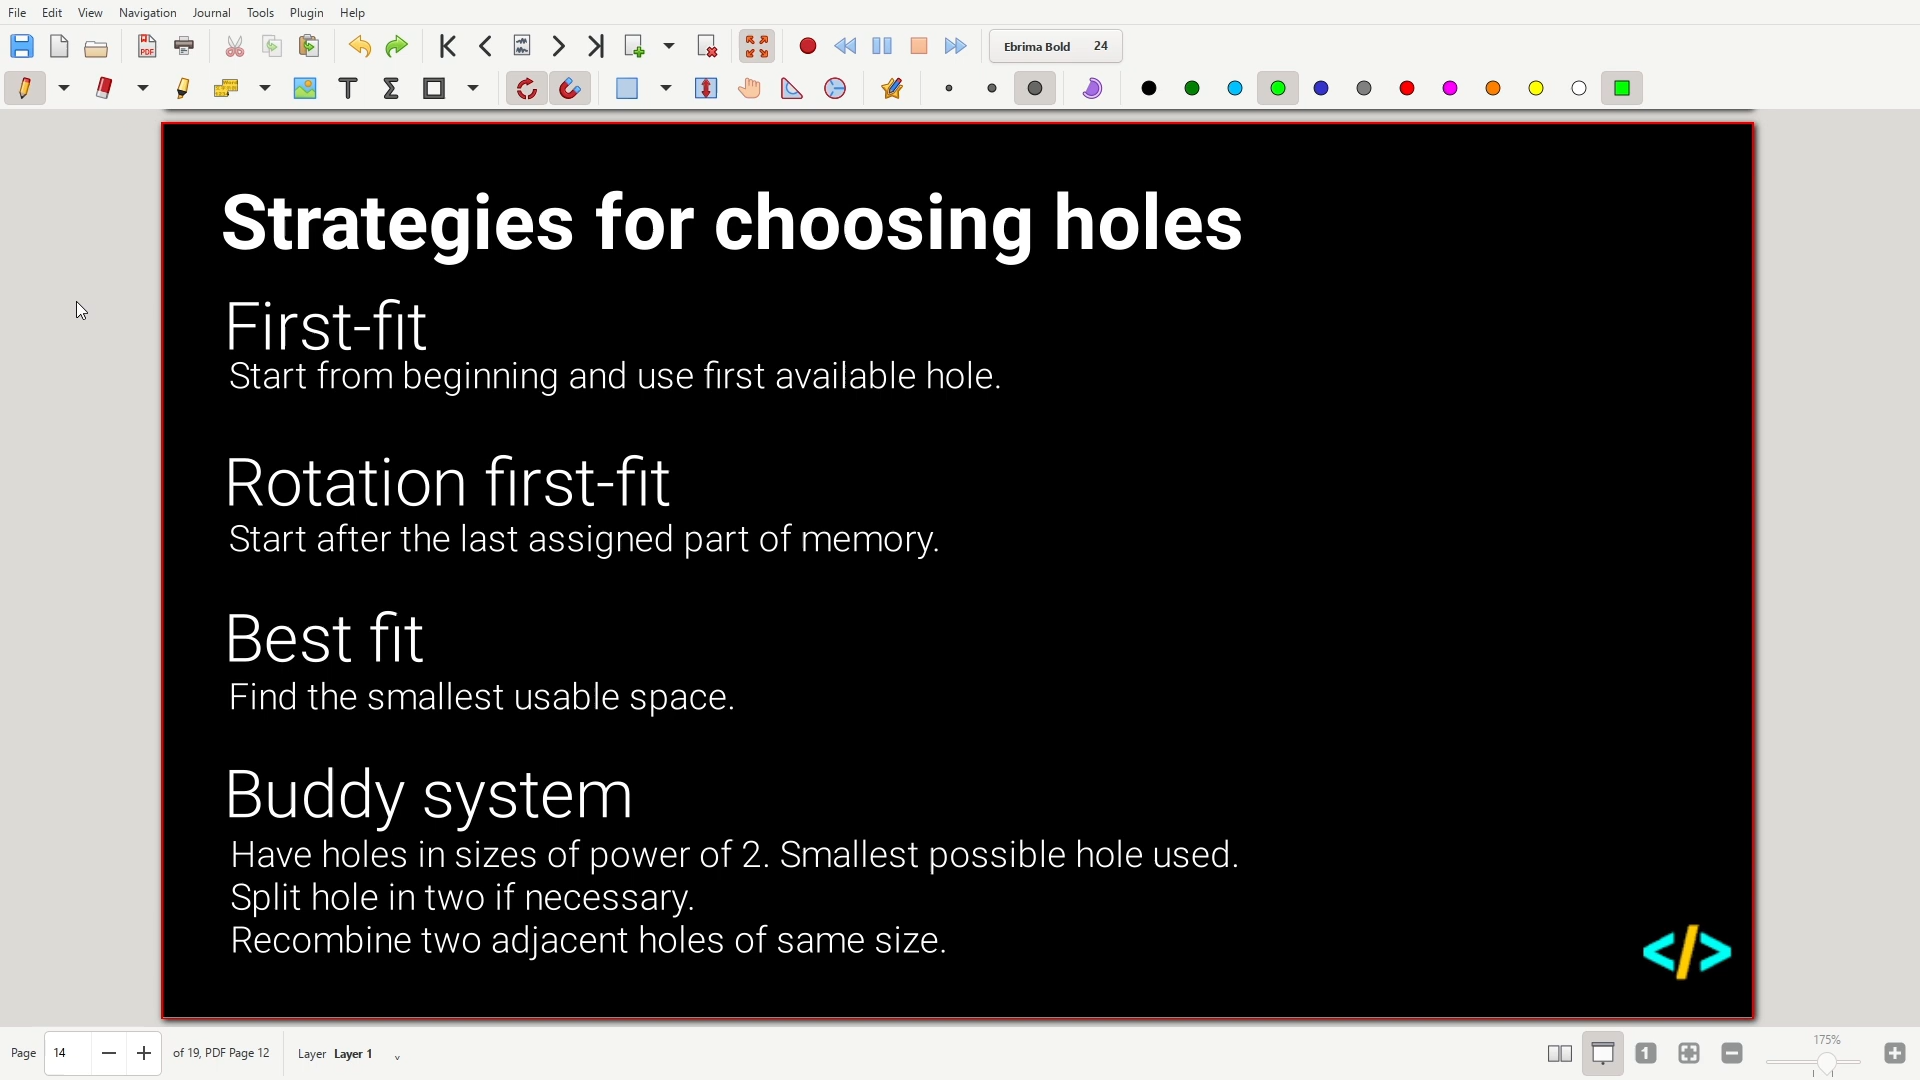 File Edit View Navigation Journal Tools Plugin Help
Ebrima Bold 24
Strategies for choosing holes
First-fit
Start from beginning and use first available hole.
Rotation first-fit
Start after the last assigned part of memory.
Best fit
Find the smallest usable space.
Buddy system
Have holes in sizes of power of 2. Smallest possible hole used.
Split hole in two if necessary.
Recombine two adjacent holes of same size.
</>
Page 14 of 19, PDF Page 12 Layer Layer 1 175%